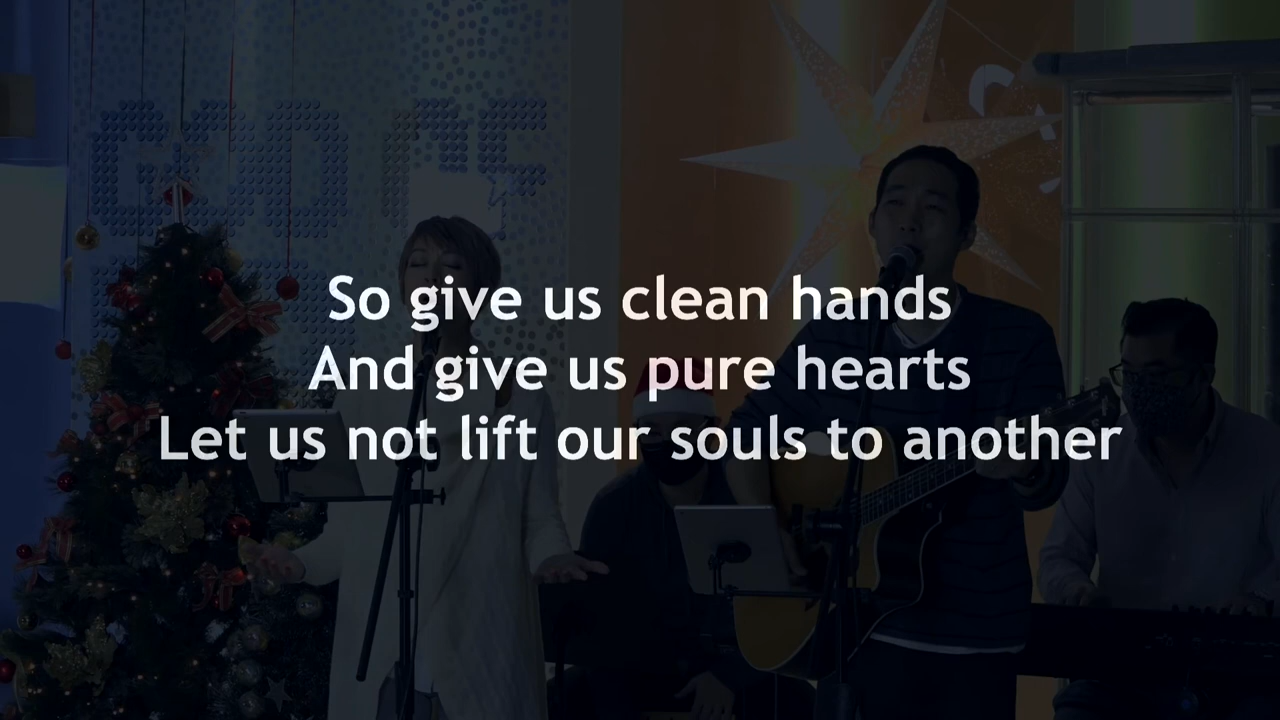 So give us clean hands
And give us pure hearts
Let us not lift our souls to another